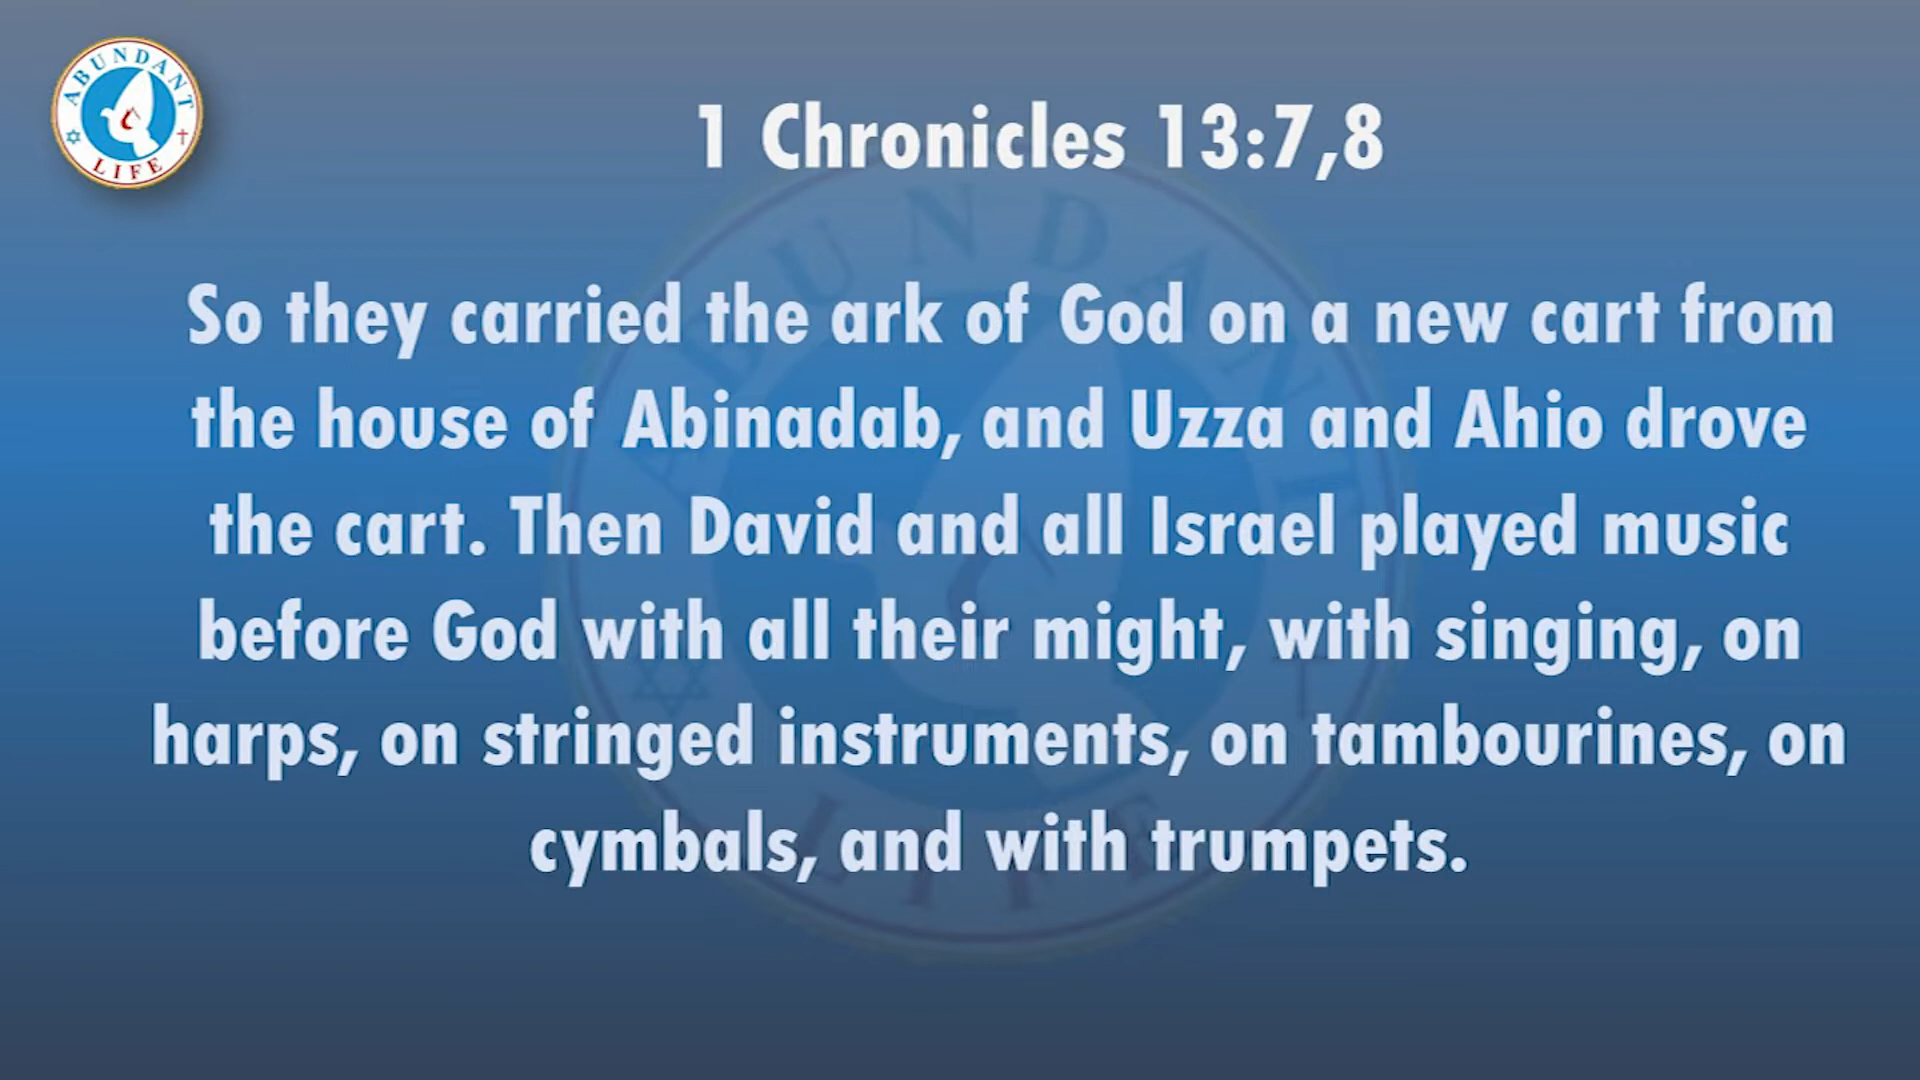 ABUNDANT
LIFE
1 Chronicles 13:7,8
So they carried the ark of God on a new cart from
the house of Abinadab, and Uzza and Ahio drove
the cart. Then David and all Israel played music
before God with all their might, with singing, on
harps, on stringed instruments, on tambourines, on
cymbals, and with trumpets.
ABUNDANT
LIFE